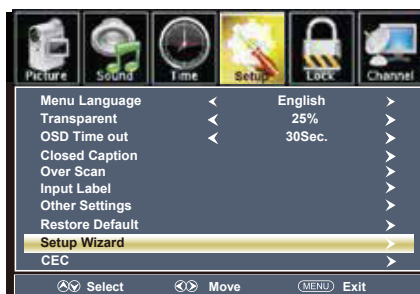 Picture Sound Time Setup Lock Channel
Menu Language English
Transparent 25%
OSD Time out 30Sec.
Closed Caption
Over Scan
Input Label
Other Settings
Restore Default
Setup Wizard
CEC
Select Move MENU Exit